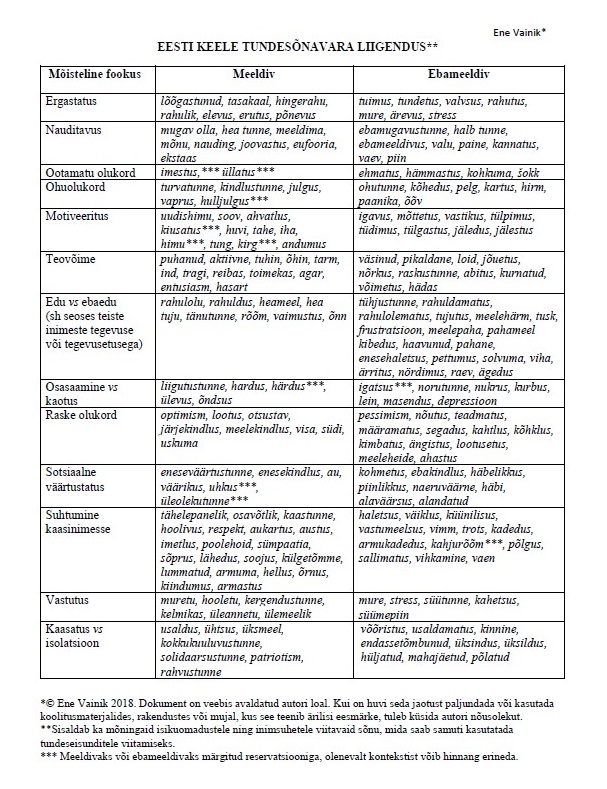 Ene Vainik*
EESTI KEELE TUNDESÕNAVARA LIIGENDUS**
Mõisteline fookus Meeldiv Ebameeldiv
Ergastatus
lõõgastunud, tasakaal, hingerahu,
rahulik, elevus, erutus, põnevus
tuimus, tundetus, valvsus, rahutus,
mure, ärevus, stress
Nauditavus
mugav olla, hea tunne, meeldima,
mõnu, nauding, joovastus, eufooria,
ekstaas
ebamugavustunne, halb tunne,
ebameeldivus, valu, paine, kannatus,
vaev, piin
Ootamatu olukord
imestus,*** üllatus***
ehmatus, hämmastus, kohkuma, šokk
Ohuolukord
turvatunne, kindlustunne, julgus,
vaprus, hulljulgus***
ohutunne, kõhedus, pelg, kartus, hirm,
paanika, õõv
Motiveeritus
uudishimu, soov, ahvatlus,
kiusatus***, huvi, tahe, iha,
himu***, tung, kirg***, andumus
igavus, mõttetus, vastikus, tülpimus,
tüdimus, tülgastus, jäledus, jälestus
Teovõime
puhanud, aktiivne, tuhin, õhin, tarm,
ind, tragi, reibas, toimekas, agar,
entusiasm, hasart
väsinud, pikaldane, loid, jõuetus,
nõrkus, raskustunne, abitus, kurnatud,
võimetus, hädas
Edu vs ebaedu
(sh seoses teiste
inimeste tegevuse
või tegevusetusega)
rahulolu, rahuldus, heameel, hea
tuju, tänutunne, rõõm, vaimustus, õnn
tühjustunne, rahuldamatus,
rahulolematus, tujutus, meelehärm, tusk,
frustratsioon, meelepaha, pahameel
kibedus, haavunud, pahane,
enesehaletsus, pettumus, solvuma, viha,
ärritus, nördimus, raev, ägedus
Osasaamine vs
kaotus
liigutustunne, hardus, härdus***,
ülevus, õndsus
igatsus***, norutunne, nukrus, kurbus,
lein, masendus, depressioon
Raske olukord
optimism, lootus, otsustav,
järjekindlus, meelekindlus, visa, südi,
uskuma
pessimism, nõutus, teadmatus,
määramatus, segadus, kahtlus, kõhklus,
kimbatus, ängistus, lootusetus,
meeleheide, ahastus
Sotsiaalne
väärtustatus
eneseväärtustunne, enesekindlus, au,
väärikus, uhkus***,
üleolekutunne***
kohmetus, ebakindlus, häbelikkus,
piinlikkus, naeruväärne, häbi,
alaväärsus, alandatud
Suhtumine
kaasinimesse
tähelepanelik, osavõtlik, kaastunne,
hoolivus, respekt, aukartus, austus,
imetlus, poolehoid, sümpaatia,
sõprus, lähedus, soojus, külgetõmme,
lummatud, armuma, hellus, õrnus,
kiindumus, armastus
haletsus, väiklus, küünilisus,
vastumeelsus, vimm, trots, kadedus,
armukadedus, kahjurõõm***, põlgus,
sallimatus, vihkamine, vaen
Vastutus
muretu, hooletu, kergendustunne,
kelmikas, üleannetu, ülemeelik
mure, stress, süütunne, kahetsus,
süümepiin
Kaasatus vs
isolatsioon
usaldus, ühtsus, üksmeel,
kokkukuuluvustunne,
solidaarsustunne, patriotism,
rahvustunne
võõristus, usaldamatus, kinnine,
endassetõmbunud, üksindus, üksildus,
hüljatud, mahajäetud, põlatud
*© Ene Vainik 2018. Dokument on veebis avaldatud autori loal. Kui on huvi seda jaotust paljundada või kasutada
koolitusmaterjalides, rakendustes või mujal, kus see teenib ärilisi eesmärke, tuleb küsida autori nõusolekut.
**Sisaldab ka mõningaid isikuomadustele ning inimsuhetele viitavaid sõnu, mida saab samuti kasutatada
tundeseisunditele viitamiseks.
*** Meeldivaks või ebameeldivaks märgitud reservatsiooniga, olenevalt kontekstist võib hinnang erineda.